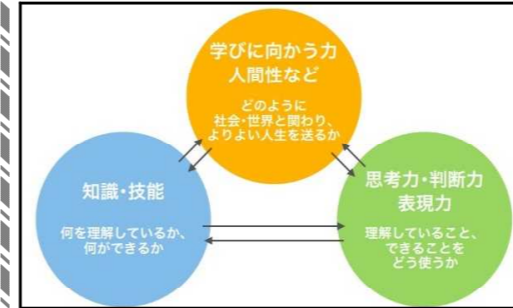 学びに向かう力
人間性など
どのように
社会・世界と関わり、
よりよい人生を送るか
知識・技能
何を理解しているか、
何ができるか
思考力・判断力
表現力
理解していること、
できることを
どう使うか